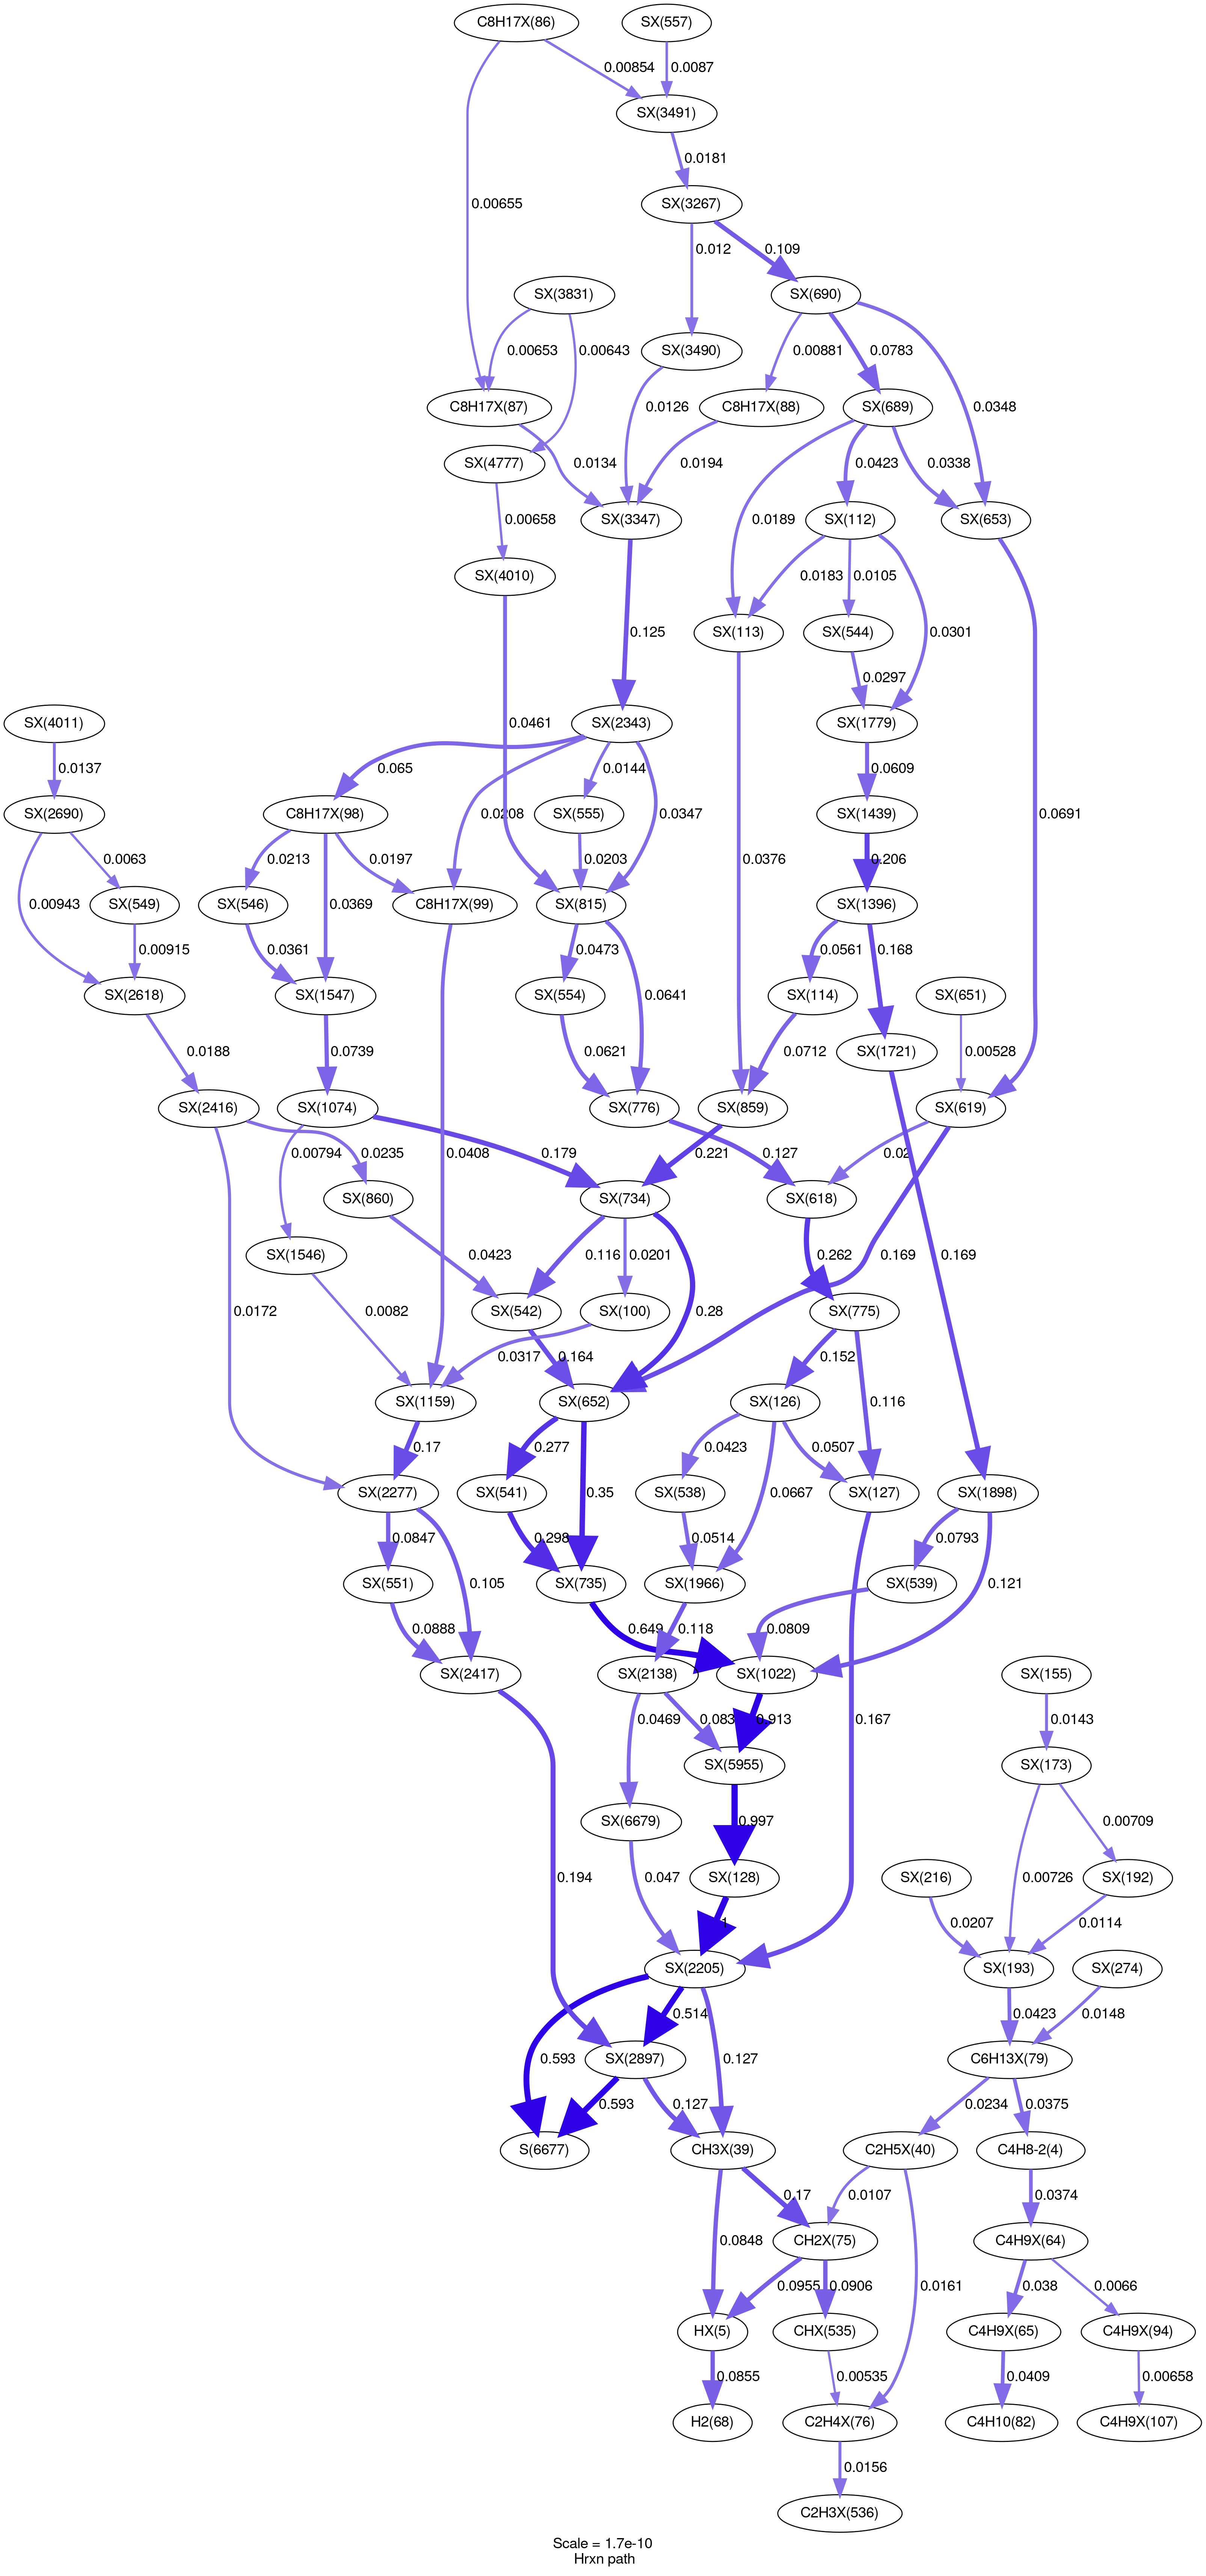 C8H17X(86)
SX(557)
0.00854
0.0087
SX(3491)
0.0181
0.00655
SX(3267)
0.012
0.109
SX(3831)
SX(690)
0.00653
0.00643
SX(3490)
0.00881
0.0783
0.0348
C8H17X(87)
C8H17X(88)
SX(689)
0.0126
SX(4777)
0.0134
0.0194
0.0423
0.0338
0.00658
0.0189
SX(3347)
SX(112)
SX(653)
SX(4010)
0.0183
0.0105
0.125
SX(113)
SX(544)
0.0301
0.0297
SX(4011)
0.0461
SX(2343)
SX(1779)
0.0137
0.065
0.0144
0.0609
SX(2690)
C8H17X(98)
0.0208
SX(555)
0.0347
SX(1439)
0.0691
0.0063
0.0213
0.0197
0.0203
0.0376
0.206
0.00943
SX(549)
SX(546)
0.0369
C8H17X(99)
SX(815)
SX(1396)
0.00915
0.0361
0.0473
0.0561
0.168
SX(2618)
SX(1547)
SX(554)
0.0641
SX(114)
SX(651)
0.0188
0.0739
0.0621
0.0712
SX(1721)
0.00528
SX(2416)
SX(1074)
SX(776)
SX(859)
SX(619)
0.0235
0.00794
0.0408
0.179
0.127
0.221
0.02
SX(860)
SX(734)
SX(618)
SX(1546)
0.0423
0.116
0.0201
0.262
0.169
0.169
0.0172
0.0082
SX(542)
SX(100)
0.28
SX(775)
0.0317
0.164
0.152
SX(1159)
SX(652)
SX(126)
0.116
0.17
0.277
0.0423
0.0507
SX(2277)
SX(541)
0.35
SX(538)
0.0667
SX(127)
SX(1898)
0.0847
0.298
0.0514
0.0793
SX(551)
0.105
SX(735)
SX(1966)
SX(539)
0.121
0.0888
0.649
0.118
0.0809
SX(2417)
SX(2138)
SX(1022)
SX(155)
0.0469
0.083
0.913
0.167
0.0143
SX(5955)
SX(173)
SX(6679)
0.997
0.00709
0.194
0.047
SX(128)
SX(216)
0.00726
SX(192)
1
0.0207
0.0114
SX(2205)
SX(193)
SX(274)
0.593
0.514
0.127
0.0423
0.0148
SX(2897)
C6H13X(79)
0.593
0.127
0.0234
0.0375
S(6677)
CH3X(39)
C2H5X(40)
C4H8-2(4)
0.17
0.0107
0.0374
0.0848
CH2X(75)
C4H9X(64)
0.0955
0.0906
0.0161
0.038
0.0066
HX(5)
CHX(535)
C4H9X(65)
C4H9X(94)
0.0855
0.00535
0.0409
0.00658
H2(68)
C2H4X(76)
C4H10(82)
C4H9X(107)
0.0156
C2H3X(536)
Scale = 1.7e-10
Hrxn path